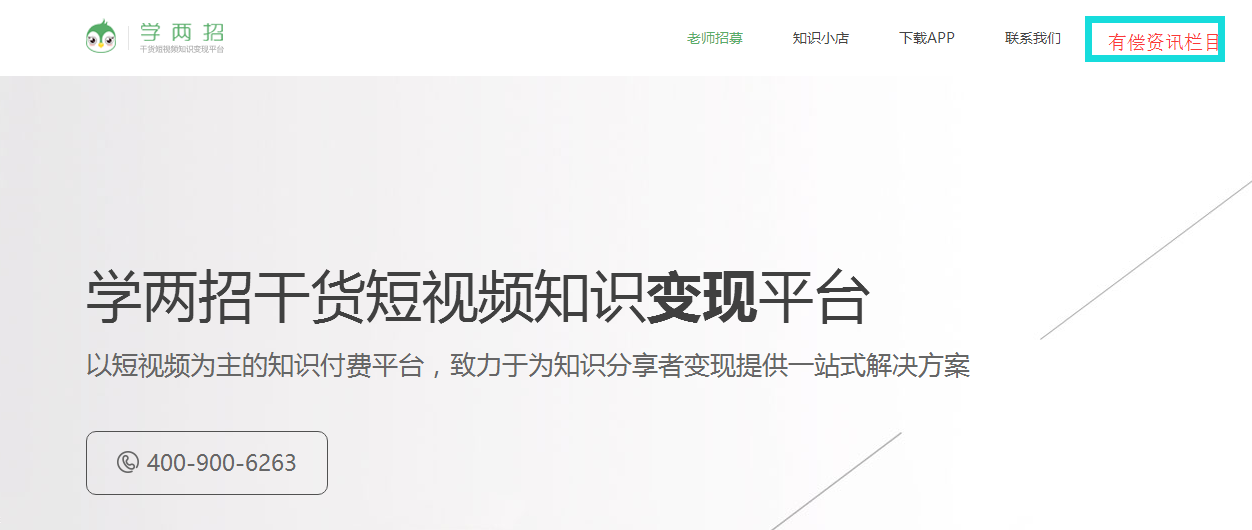 学两招
干货短视频知识变现平台
老师招募 知识小店 下载APP 联系我们 有偿资讯栏目
学两招干货短视频知识变现平台
以短视频为主的知识付费平台，致力于为知识分享者变现提供一站式解决方案
400-900-6263